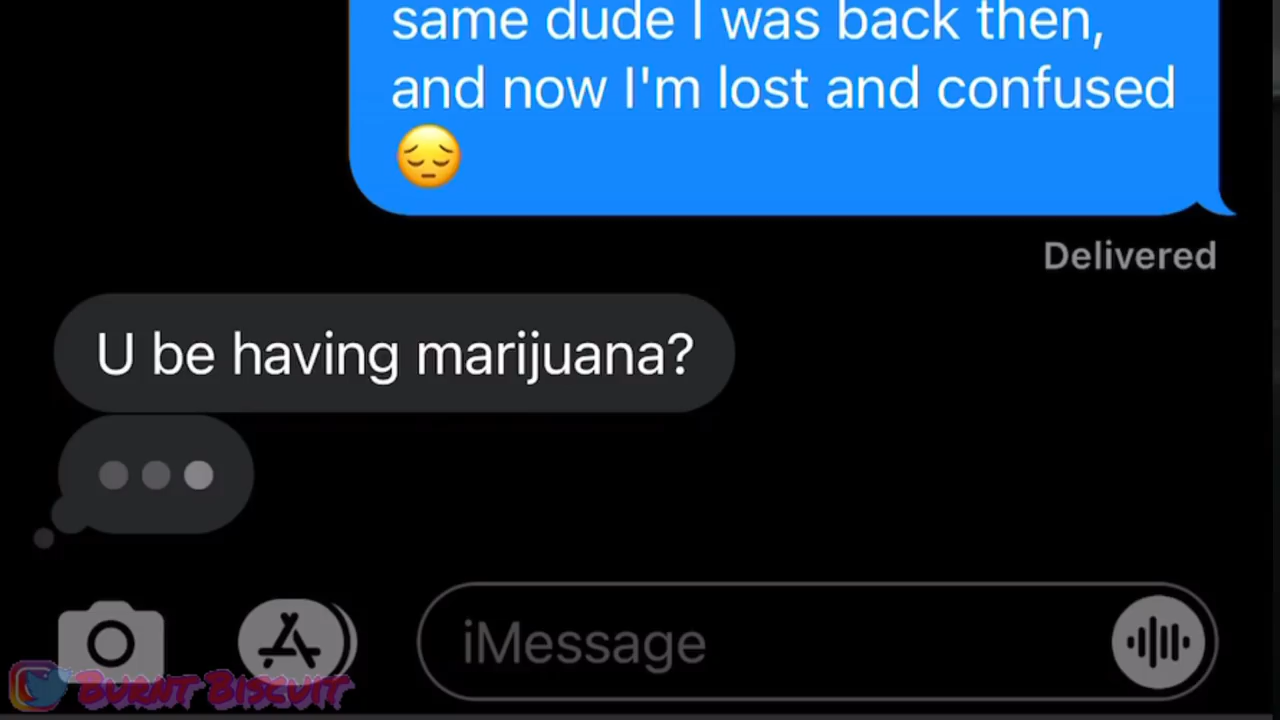 same dude I was back then,
and now I'm lost and confused
😔
Delivered
U be having marijuana?
iMessage
Burnt Biscuit